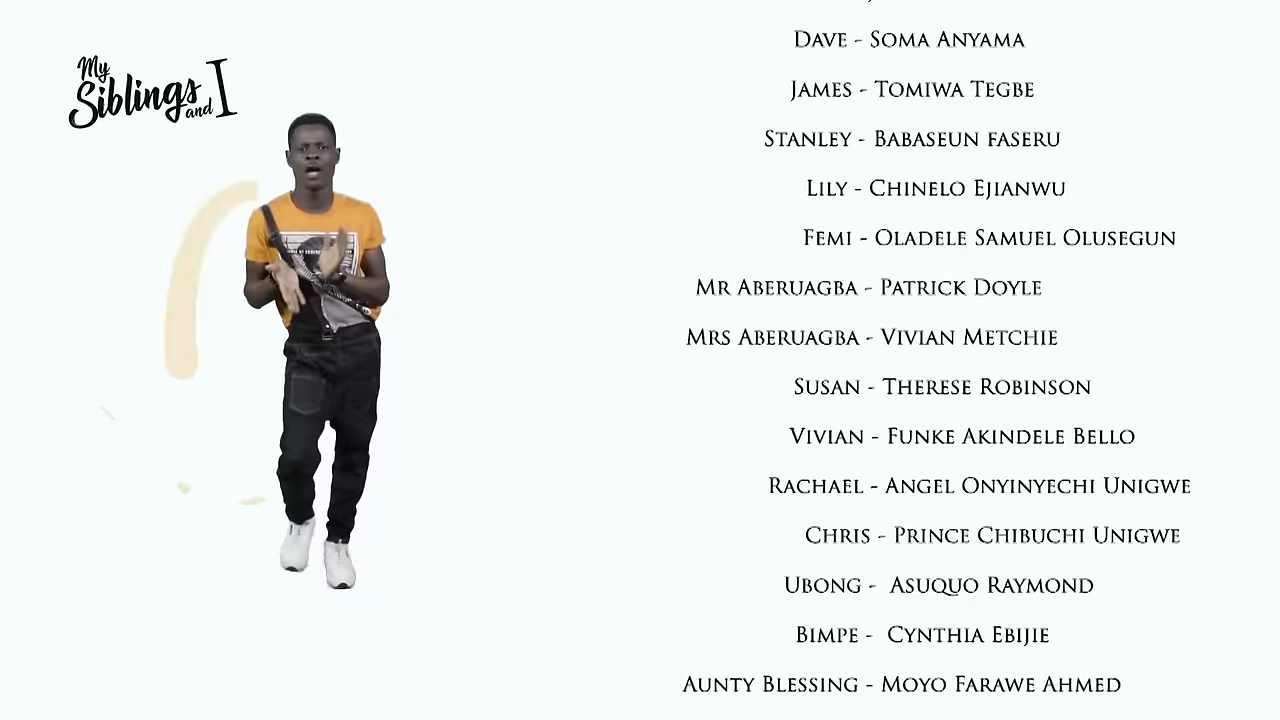 My
Siblings
and I
DAVE - SOMA ANYAMA
JAMES - TOMIWA TEGBE
STANLEY - BABASEUN FASERU
LILY - CHINELO EJIANWU
FEMI - OLADELE SAMUEL OLUSEGUN
MR ABERUAGBA - PATRICK DOYLE
MRS ABERUAGBA - VIVIAN METCHIE
SUSAN - THERESE ROBINSON
VIVIAN - FUNKE AKINDELE BELLO
RACHAEL - ANGEL ONYINYECHI UNIGWE
CHRIS - PRINCE CHIBUCHI UNIGWE
UBONG - ASUQUO RAYMOND
BIMPE - CYNTHIA EBIJIE
AUNTY BLESSING - MOYO FARAWE AHMED